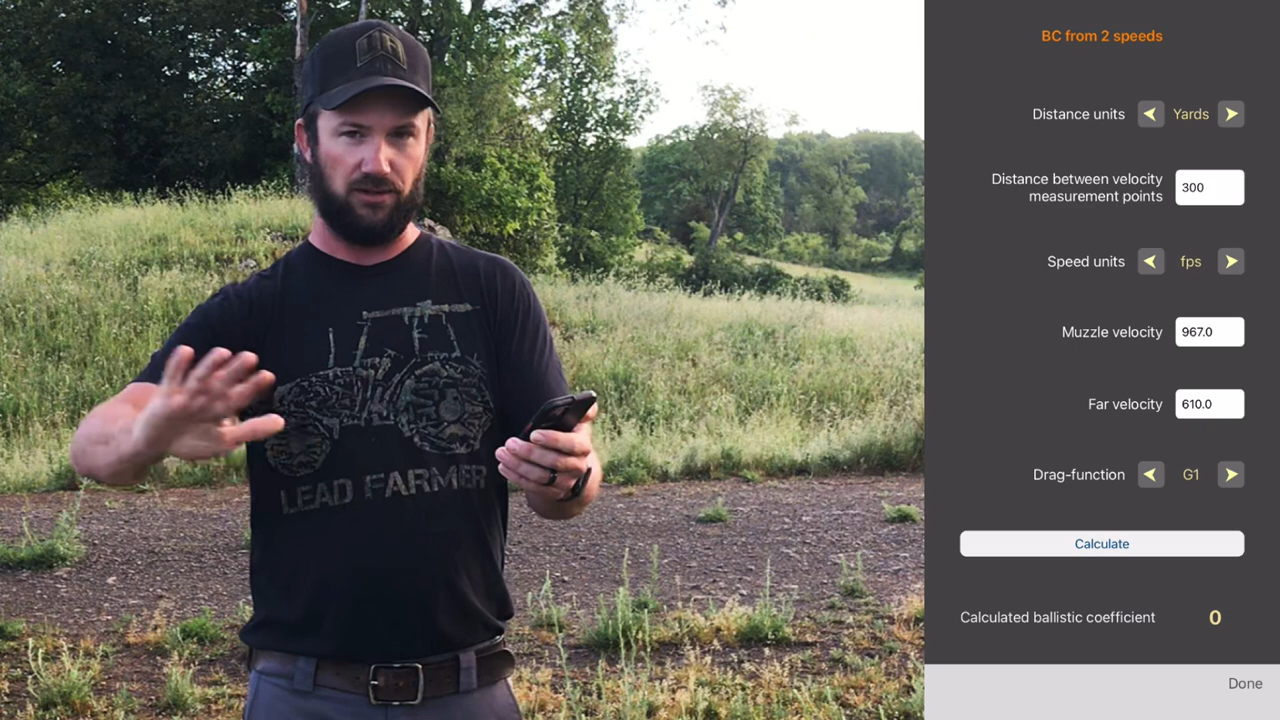 LEAD FARMER
BC from 2 speeds
Distance units Yards
Distance between velocity
measurement points
300
Speed units fps
Muzzle velocity 967.0
Far velocity 610.0
Drag-function G1
Calculate
Calculated ballistic coefficient 0
Done